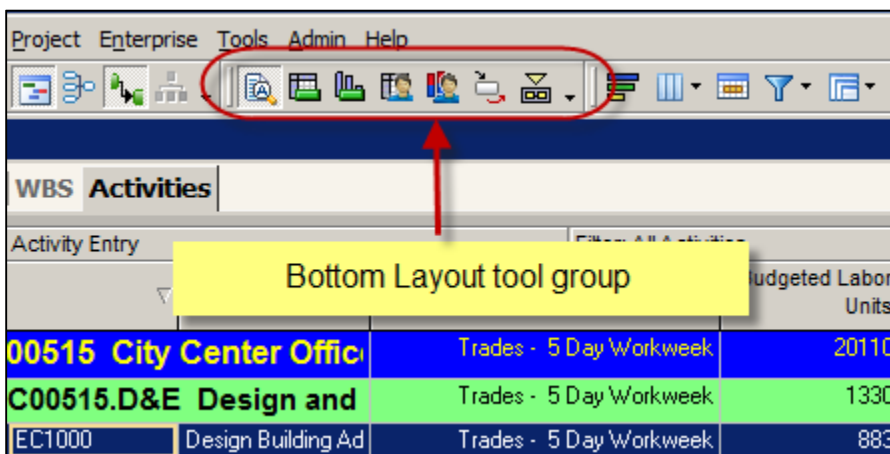 Project Enterprise Tools Admin Help
WBS Activities
Activity Entry
Bottom Layout tool group
Budgeted Labor
Units
00515 City Center Offic
Trades - 5 Day Workweek 20110
C00515.D&E Design and
Trades - 5 Day Workweek 1330
EC1000 Design Building Ad Trades - 5 Day Workweek 883